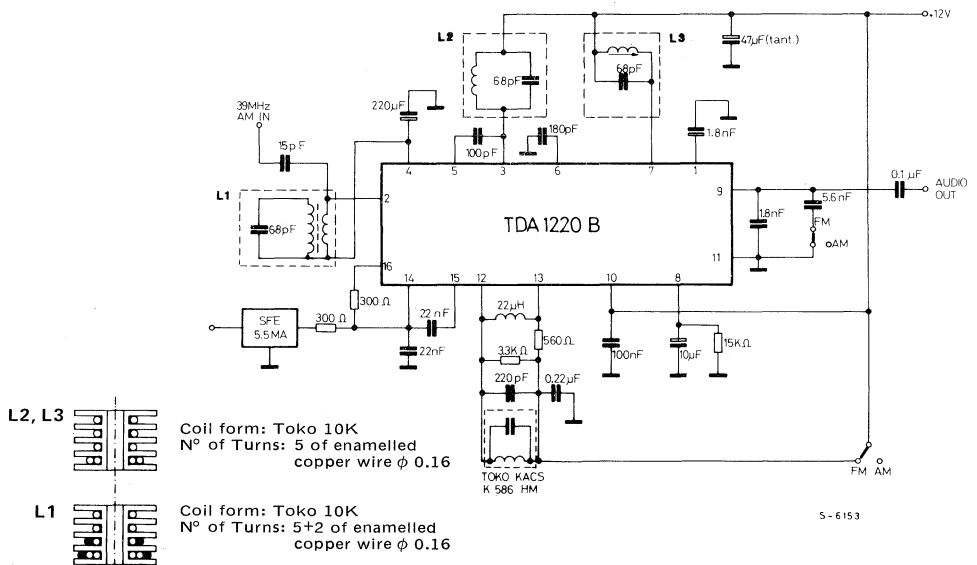 +12V
L2
L3
47µF(tant.)
68pF
68pF
39MHz
AM IN
220µF
15pF
100pF
180pF
1.8nF
4 5 3 6 7 1
L1
68pF
2
TDA 1220 B
9
0.1 µF
AUDIO
OUT
5.6nF
FM
AM
1.8nF
11
16
14 15 12 13 10 8
300 Ω
SFE
5.5MA
300 Ω
22nF
22nF
22µH
560Ω
3.3KΩ
220pF
0.22µF
100nF
10µF
15KΩ
TOKO KACS
K 586 HM
FM AM
S-6153
L2, L3
Coil form: Toko 10K
N° of Turns: 5 of enamelled
copper wire ϕ 0.16
L1
Coil form: Toko 10K
N° of Turns: 5+2 of enamelled
copper wire ϕ 0.16